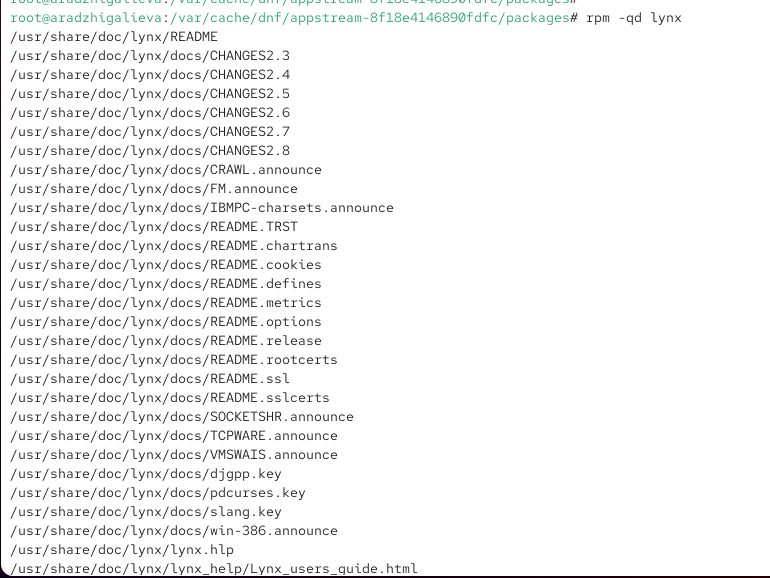 root@aradzhigalieva:/var/cache/dnf/appstream-8f18e4146890fdfc/packages#
root@aradzhigalieva:/var/cache/dnf/appstream-8f18e4146890fdfc/packages# rpm -qd lynx
/usr/share/doc/lynx/README
/usr/share/doc/lynx/docs/CHANGES2.3
/usr/share/doc/lynx/docs/CHANGES2.4
/usr/share/doc/lynx/docs/CHANGES2.5
/usr/share/doc/lynx/docs/CHANGES2.6
/usr/share/doc/lynx/docs/CHANGES2.7
/usr/share/doc/lynx/docs/CHANGES2.8
/usr/share/doc/lynx/docs/CRAWL.announce
/usr/share/doc/lynx/docs/FM.announce
/usr/share/doc/lynx/docs/IBMPC-charsets.announce
/usr/share/doc/lynx/docs/README.TRST
/usr/share/doc/lynx/docs/README.chartrans
/usr/share/doc/lynx/docs/README.cookies
/usr/share/doc/lynx/docs/README.defines
/usr/share/doc/lynx/docs/README.metrics
/usr/share/doc/lynx/docs/README.options
/usr/share/doc/lynx/docs/README.release
/usr/share/doc/lynx/docs/README.rootcerts
/usr/share/doc/lynx/docs/README.ssl
/usr/share/doc/lynx/docs/README.sslcerts
/usr/share/doc/lynx/docs/SOCKETSHR.announce
/usr/share/doc/lynx/docs/TCPWARE.announce
/usr/share/doc/lynx/docs/VMSWAIS.announce
/usr/share/doc/lynx/docs/djgpp.key
/usr/share/doc/lynx/docs/pdcurses.key
/usr/share/doc/lynx/docs/slang.key
/usr/share/doc/lynx/docs/win-386.announce
/usr/share/doc/lynx/lynx.hlp
/usr/share/doc/lynx/lynx_help/Lynx_users_guide.html